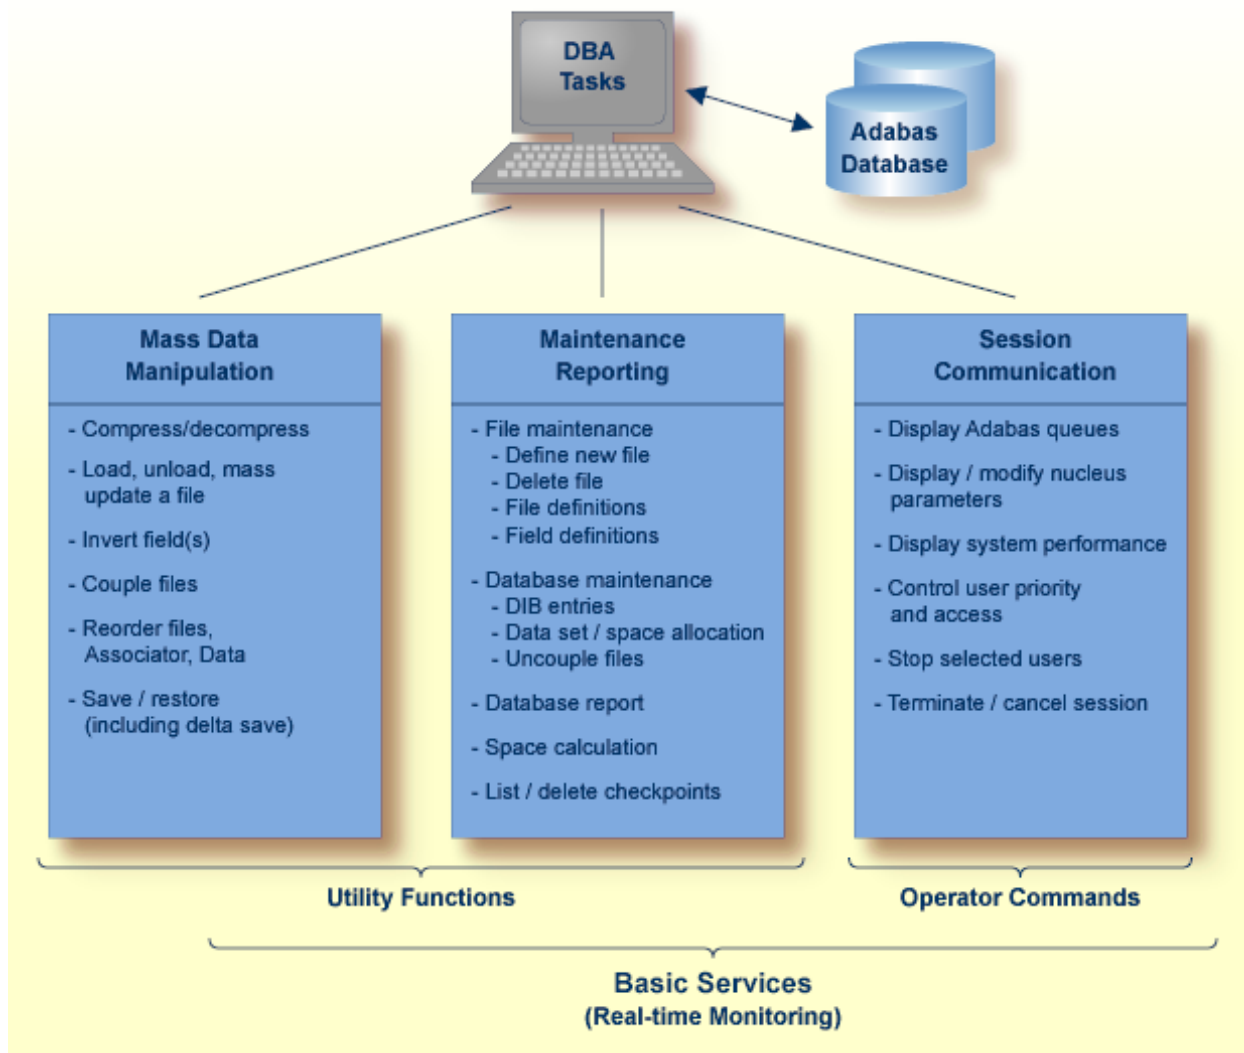 DBA
Tasks
Adabas
Database
Mass Data
Manipulation
- Compress/decompress
- Load, unload, mass
update a file
- Invert field(s)
- Couple files
- Reorder files,
Associator, Data
- Save / restore
(including delta save)
Maintenance
Reporting
- File maintenance
- Define new file
- Delete file
- File definitions
- Field definitions
- Database maintenance
- DIB entries
- Data set / space allocation
- Uncouple files
- Database report
- Space calculation
- List / delete checkpoints
Session
Communication
- Display Adabas queues
- Display / modify nucleus
parameters
- Display system performance
- Control user priority
and access
- Stop selected users
- Terminate / cancel session
Utility Functions
Operator Commands
Basic Services
(Real-time Monitoring)